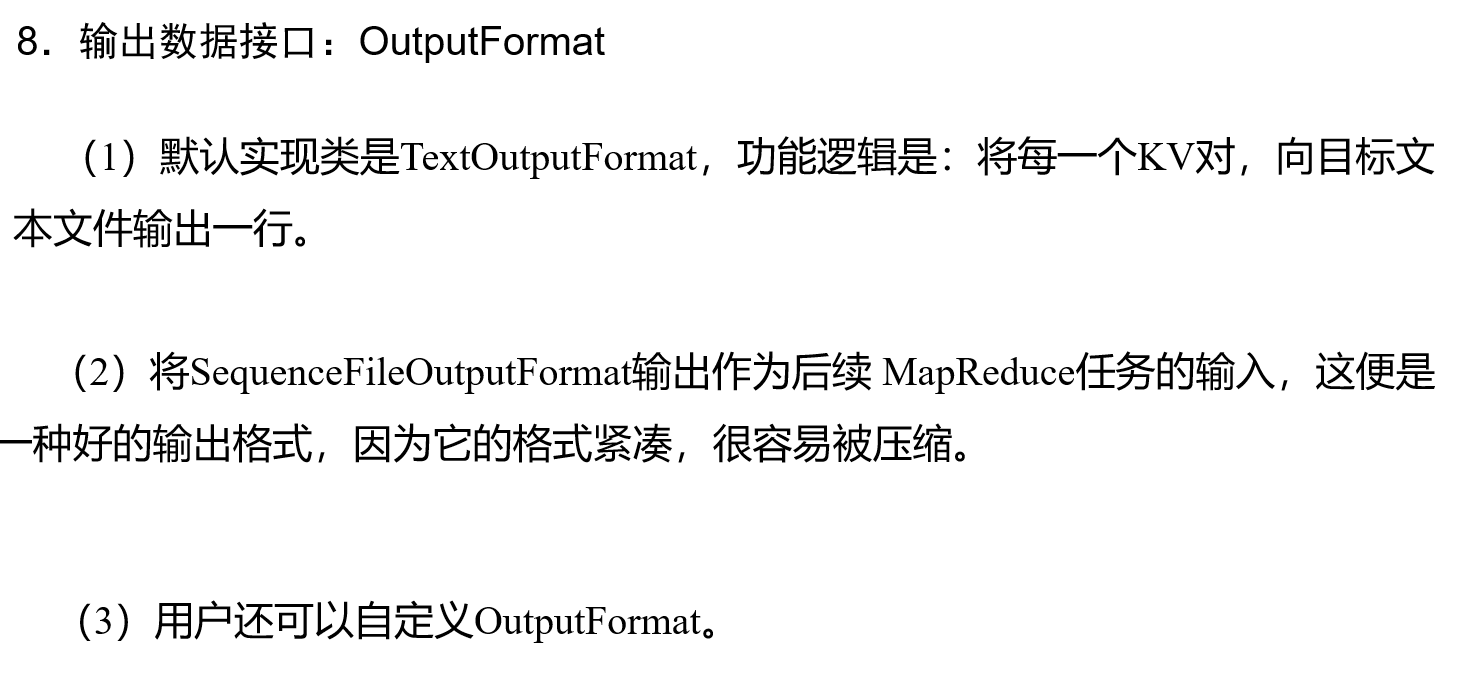 8．输出数据接口：OutputFormat
（1）默认实现类是TextOutputFormat，功能逻辑是：将每一个KV对，向目标文
本文件输出一行。
（2）将SequenceFileOutputFormat输出作为后续 MapReduce任务的输入，这便是
一种好的输出格式，因为它的格式紧凑，很容易被压缩。
（3）用户还可以自定义OutputFormat。